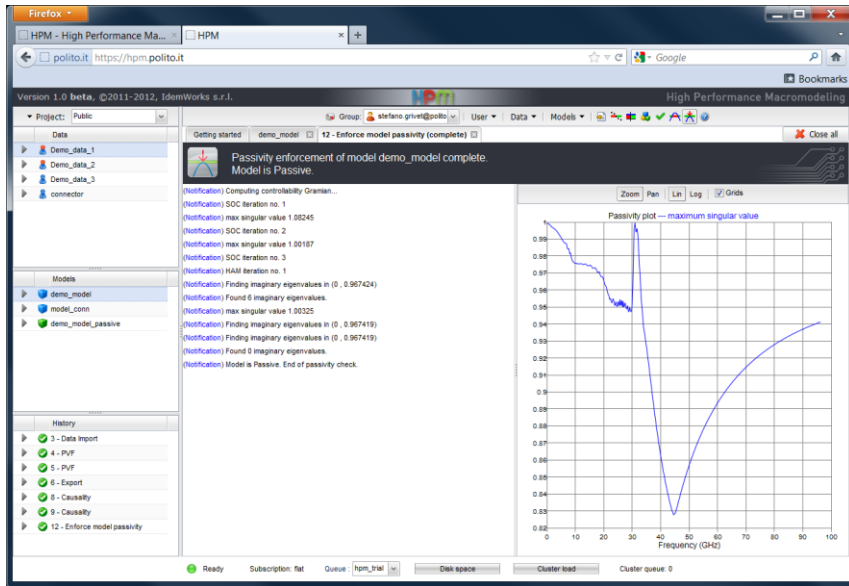 Firefox
HPM - High Performance Ma... ×
HPM × +
polito.it https://hpm.polito.it
Google
Bookmarks
Version 1.0 beta, ©2011-2012, IdemWorks s.r.l.
HPm
High Performance Macromodeling
Project: Public
Group: stefano.grivet@polito
User
Data
Models
Data
Demo_data_1
Demo_data_2
Demo_data_3
connector
Models
demo_model
model_conn
demo_model_passive
History
3 - Data Import
4 - PVF
5 - PVF
6 - Export
8 - Causality
9 - Causality
12 - Enforce model passivity
Getting started
demo_model
12 - Enforce model passivity (complete)
Close all
Passivity enforcement of model demo_model complete.
Model is Passive.
(Notification) Computing controllability Gramian...
(Notification) SOC iteration no. 1
(Notification) max singular value 1.08245
(Notification) SOC iteration no. 2
(Notification) max singular value 1.00187
(Notification) SOC iteration no. 3
(Notification) HAM iteration no. 1
(Notification) Finding imaginary eigenvalues in (0 , 0.967424)
(Notification) Found 6 imaginary eigenvalues.
(Notification) max singular value 1.00325
(Notification) Finding imaginary eigenvalues in (0 , 0.967419)
(Notification) Finding imaginary eigenvalues in (0 , 0.967419)
(Notification) Found 0 imaginary eigenvalues.
(Notification) Model is Passive. End of passivity check.
Zoom Pan Lin Log Grids
Passivity plot --- maximum singular value
1
0.99
0.98
0.97
0.96
0.95
0.94
0.93
0.92
0.91
0.9
0.89
0.88
0.87
0.86
0.85
0.84
0.83
0.82
0 10 20 30 40 50 60 70 80 90 100
Frequency (GHz)
Ready
Subscription: flat
Queue : hpm_trial
Disk space
Cluster load
Cluster queue: 0